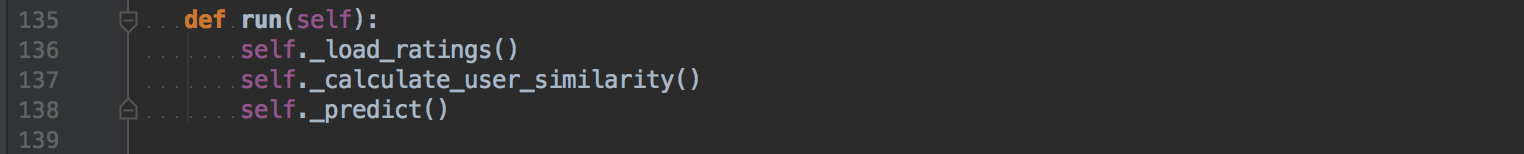 135 def run(self):
136 self._load_ratings()
137 self._calculate_user_similarity()
138 self._predict()
139